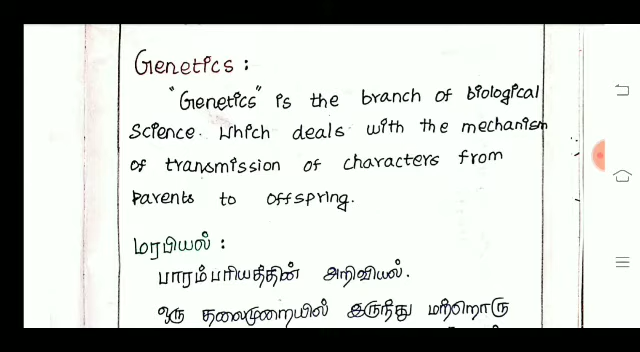 Genetics :
"Genetics" is the branch of biological
Science. Which deals with the mechanism
of transmission of characters from
Parents to offspring.
மரபியல் :
பாரம்பரியத்தின் அறிவியல்.
ஒரு தலைமுறையில் இருந்து மற்றொரு